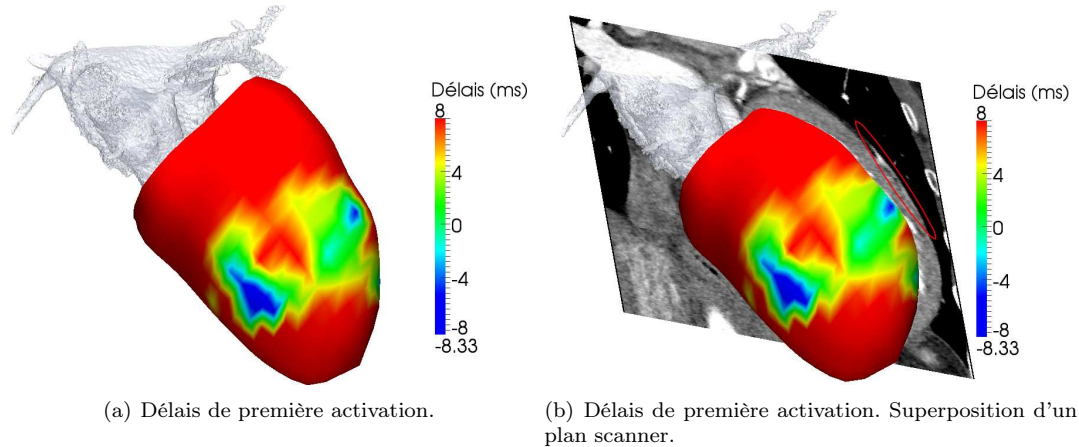 Délais (ms)
8
4
0
-4
-8
-8.33
Délais (ms)
8
4
0
-4
-8
-8.33
(a) Délais de première activation.
(b) Délais de première activation. Superposition d'un
plan scanner.